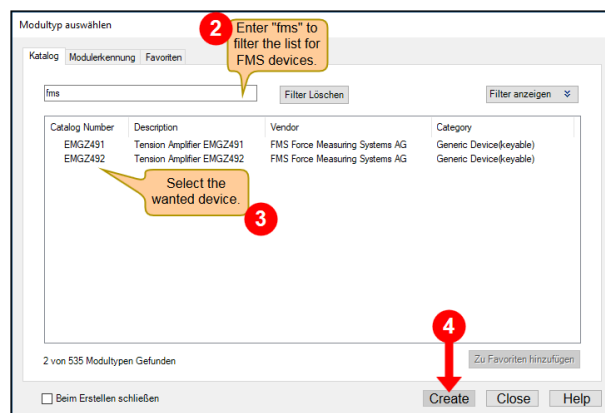 Modultyp auswählen
2
Enter "fms" to
filter the list for
FMS devices.
Katalog Modulerkennung Favoriten
fms
Filter Löschen
Filter anzeigen
Catalog Number Description Vendor Category
EMGZ491 Tension Amplifier EMGZ491 FMS Force Measuring Systems AG Generic Device(keyable)
EMGZ492 Tension Amplifier EMGZ492 FMS Force Measuring Systems AG Generic Device(keyable)
Select the
wanted device.
3
4
2 von 535 Modultypen Gefunden
Zu Favoriten hinzufügen
Beim Erstellen schließen
Create Close Help